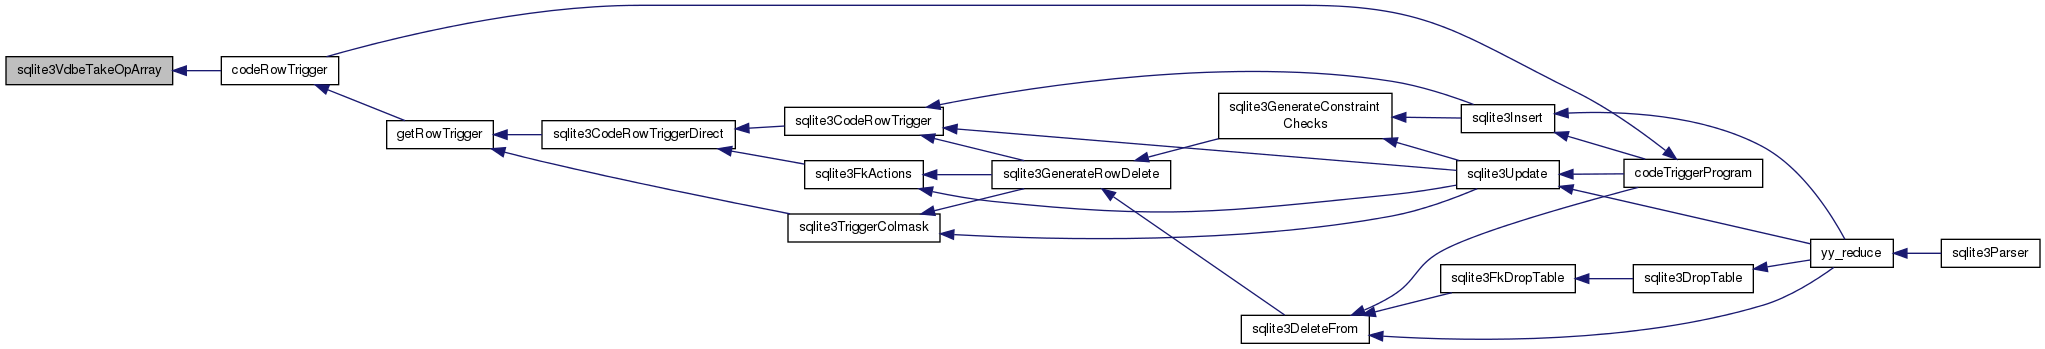 sqlite3VdbeTakeOpArray
codeRowTrigger
getRowTrigger
sqlite3CodeRowTriggerDirect
sqlite3CodeRowTrigger
sqlite3FkActions
sqlite3TriggerColmask
sqlite3GenerateRowDelete
sqlite3GenerateConstraint
Checks
sqlite3DeleteFrom
sqlite3Insert
sqlite3Update
sqlite3FkDropTable
codeTriggerProgram
sqlite3DropTable
yy_reduce
sqlite3Parser